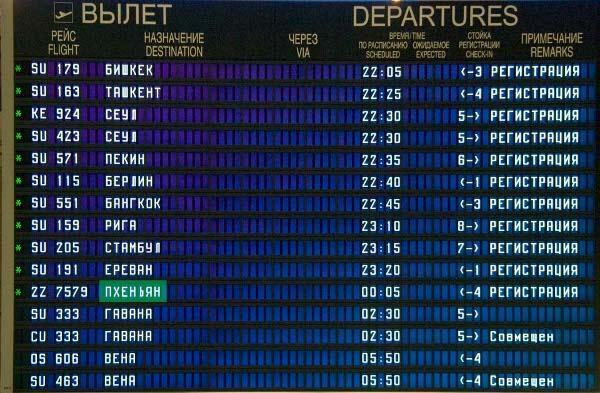 ВЫЛЕТ DEPARTURES
РЕЙС НАЗНАЧЕНИЕ ЧЕРЕЗ ВРЕМЯ/TIME СТОЙКА ПРИМЕЧАНИЕ
FLIGHT DESTINATION VIA ПО РАСПИСАНИЮ ОЖИДАЕМОЕ РЕГИСТРАЦИИ REMARKS
SCHEDULED EXPECTED CHECK-IN
* SU 179 БИШКЕК 22:05 <-3 РЕГИСТРАЦИЯ
* SU 163 ТАШКЕНТ 22:25 <-4 РЕГИСТРАЦИЯ
* KE 924 СЕУЛ 22:30 5-> РЕГИСТРАЦИЯ
* SU 423 СЕУЛ 22:30 5-> РЕГИСТРАЦИЯ
* SU 571 ПЕКИН 22:35 6-> РЕГИСТРАЦИЯ
* SU 115 БЕРЛИН 22:40 <-1 РЕГИСТРАЦИЯ
* SU 551 БАНГКОК 22:45 <-3 РЕГИСТРАЦИЯ
* SU 159 РИГА 23:10 8-> РЕГИСТРАЦИЯ
* SU 205 СТАМБУЛ 23:15 7-> РЕГИСТРАЦИЯ
* SU 191 ЕРЕВАН 23:20 <-1 РЕГИСТРАЦИЯ
* ZZ 7579 ПХЕНЬЯН 00:05 <-4 РЕГИСТРАЦИЯ
SU 333 ГАВАНА 02:30 5->
CU 333 ГАВАНА 02:30 5-> Совмещен
OS 606 ВЕНА 05:50 <-4
SU 463 ВЕНА 05:50 <-4 Совмещен